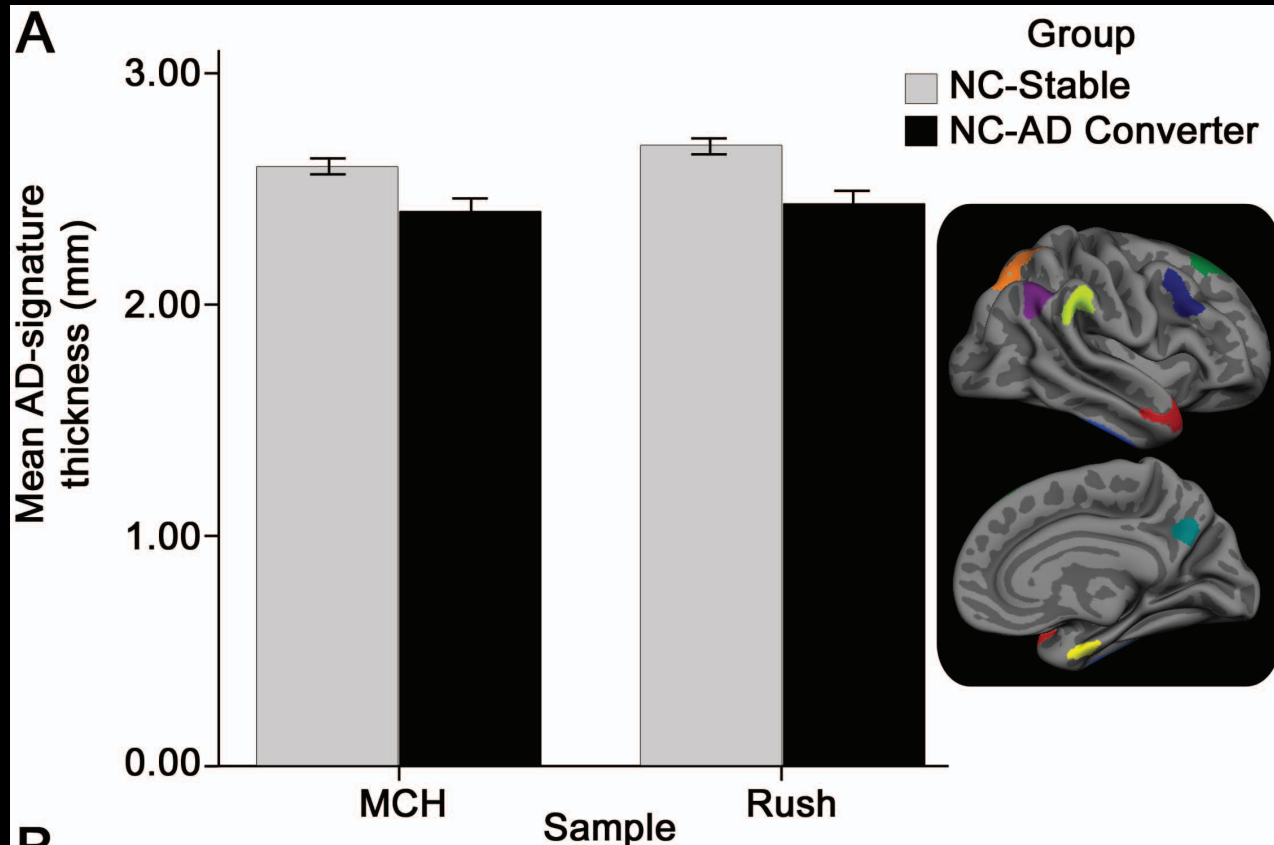 A
Group
NC-Stable
NC-AD Converter
3.00
2.00
1.00
0.00
Mean AD-signature
thickness (mm)
MCH
Rush
Sample